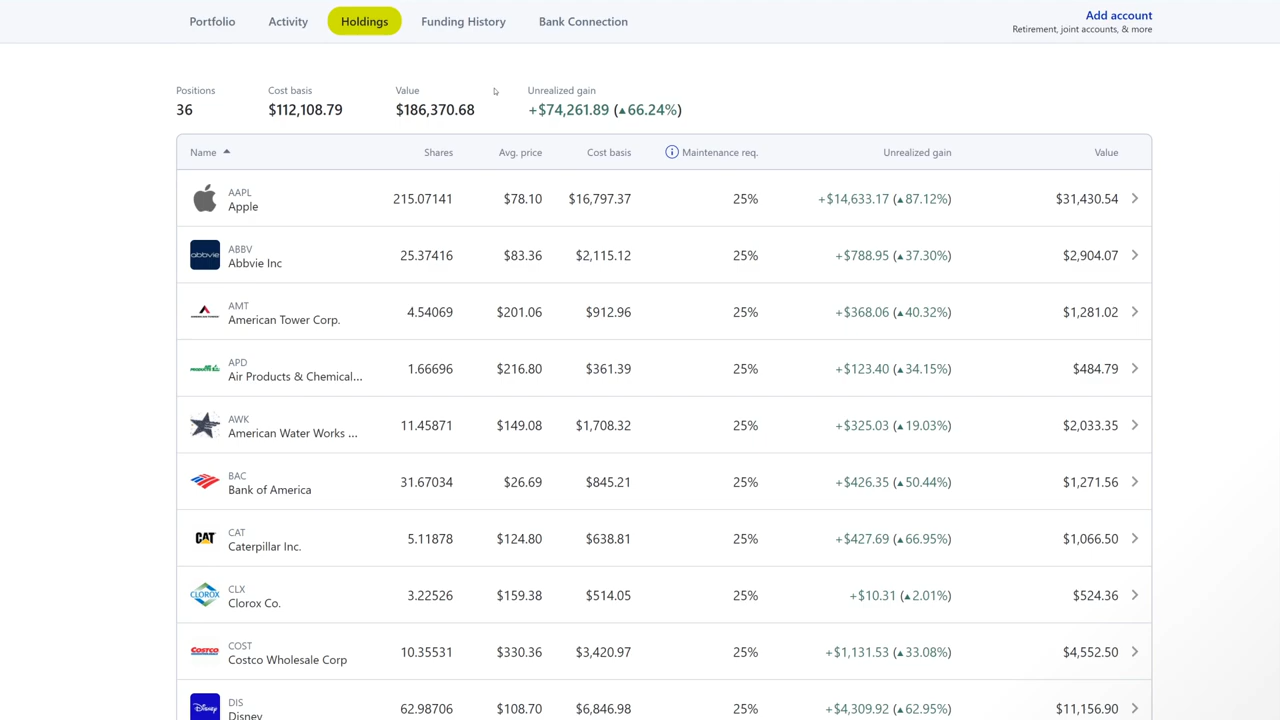 Portfolio Activity Holdings Funding History Bank Connection Add account
Retirement, joint accounts, & more
Positions Cost basis Value Unrealized gain
36 $112,108.79 $186,370.68 +$74,261.89 (▲66.24%)
Name Shares Avg. price Cost basis Maintenance req. Unrealized gain Value
AAPL
Apple 215.07141 $78.10 $16,797.37 25% +$14,633.17 (▲87.12%) $31,430.54
abbvie ABBV
Abbvie Inc 25.37416 $83.36 $2,115.12 25% +$788.95 (▲37.30%) $2,904.07
AMT
American Tower Corp. 4.54069 $201.06 $912.96 25% +$368.06 (▲40.32%) $1,281.02
APD
Air Products & Chemical... 1.66696 $216.80 $361.39 25% +$123.40 (▲34.15%) $484.79
AWK
American Water Works ... 11.45871 $149.08 $1,708.32 25% +$325.03 (▲19.03%) $2,033.35
BAC
Bank of America 31.67034 $26.69 $845.21 25% +$426.35 (▲50.44%) $1,271.56
CAT CAT
Caterpillar Inc. 5.11878 $124.80 $638.81 25% +$427.69 (▲66.95%) $1,066.50
CLOROX CLX
Clorox Co. 3.22526 $159.38 $514.05 25% +$10.31 (▲2.01%) $524.36
Costco COST
Costco Wholesale Corp 10.35531 $330.36 $3,420.97 25% +$1,131.53 (▲33.08%) $4,552.50
Disney DIS
Disney 62.98706 $108.70 $6,846.98 25% +$4,309.92 (▲62.95%) $11,156.90